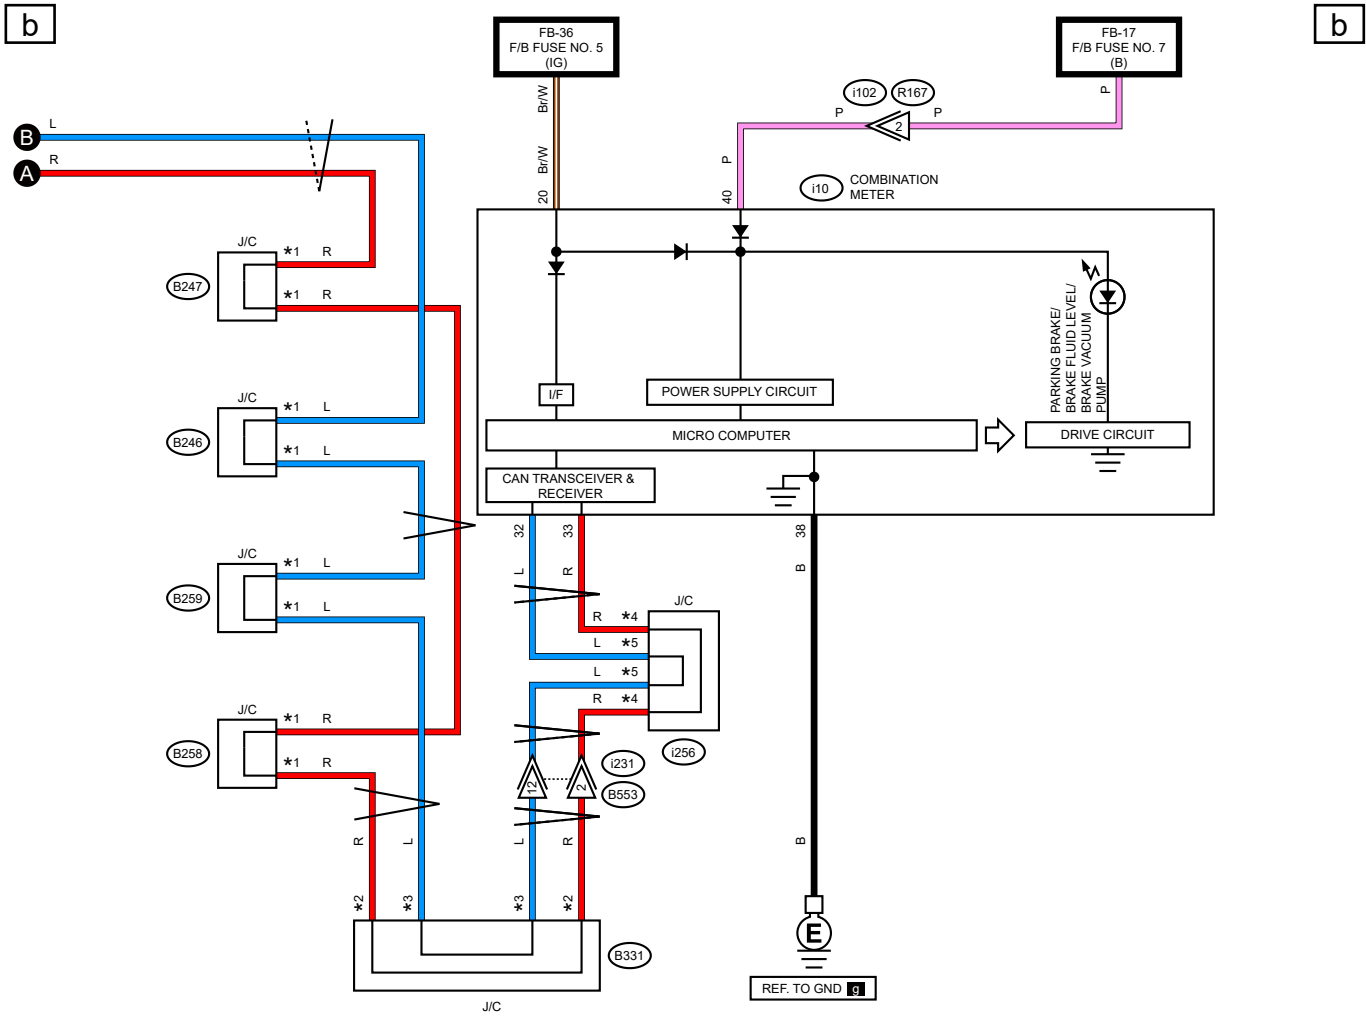 b
b
FB-36
F/B FUSE NO. 5
(IG)
FB-17
F/B FUSE NO. 7
(B)
Br/W
P
i102
R167
P
2
P
B
L
A
R
Br/W
P
20
40
i10
COMBINATION
METER
J/C
*1
R
B247
*1
R
PARKING BRAKE/
BRAKE FLUID LEVEL/
BRAKE VACUUM
PUMP
I/F
POWER SUPPLY CIRCUIT
J/C
*1
L
B246
*1
L
MICRO COMPUTER
DRIVE CIRCUIT
CAN TRANSCEIVER &
RECEIVER
32
33
38
J/C
*1
L
B259
*1
L
L
R
B
J/C
R
*4
L
*5
L
*5
R
*4
i256
J/C
*1
R
B258
*1
R
i231
B553
12
2
R
L
L
R
B
*2
*3
*3
*2
B331
J/C
E
REF. TO GND g